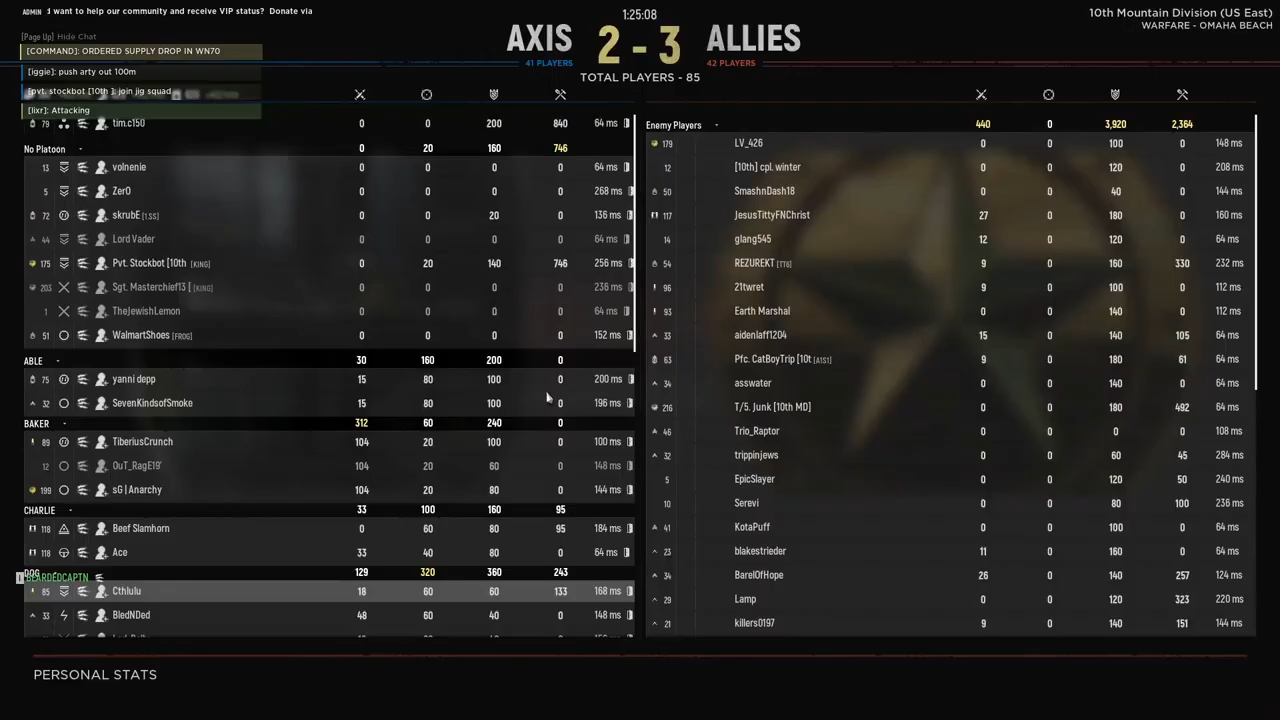 ADMIN I want to help our community and receive VIP status? Donate via
[Page Up] Hide Chat
[COMMAND]: ORDERED SUPPLY DROP IN WN70
[iggie]: push arty out 100m
[pvt. stockbot [10th ]: join jig squad
[lixr]: Attacking
1:25:08
AXIS 2 - 3 ALLIES
41 PLAYERS 42 PLAYERS
TOTAL PLAYERS - 85
10th Mountain Division (US East)
WARFARE - OMAHA BEACH
79 tim.c150 0 0 200 840 64 ms
No Platoon 0 20 160 746
13 volnenie 0 0 0 0 64 ms
5 ZerO 0 0 0 0 268 ms
72 skrubE [1.SS] 0 0 20 0 136 ms
44 Lord Vader 0 0 0 0 64 ms
175 Pvt. Stockbot [10th [KING] 0 20 140 746 256 ms
203 Sgt. Masterchief13 [ [KING] 0 0 0 0 236 ms
1 TheJewishLemon 0 0 0 0 64 ms
51 WalmartShoes [FROG] 0 0 0 0 152 ms
ABLE 30 160 200 0
75 yanni depp 15 80 100 0 200 ms
32 SevenKindsofSmoke 15 80 100 0 196 ms
BAKER 312 60 240 0
89 TiberiusCrunch 104 20 100 0 100 ms
12 OuT_RagE19' 104 20 60 0 148 ms
199 sG | Anarchy 104 20 80 0 144 ms
CHARLIE 33 100 160 95
118 Beef Slamhorn 0 60 80 95 184 ms
118 Ace 33 40 80 0 64 ms
DOG 129 320 360 243
BEARDEDCAPTN
85 Cthlulu 18 60 60 133 168 ms
33 BledNDed 48 60 40 0 148 ms
Enemy Players 440 0 3,920 2,364
179 LV_426 0 0 100 0 148 ms
12 [10th] cpl. winter 0 0 120 0 208 ms
50 SmashnDash18 0 0 40 0 144 ms
117 JesusTittyFNChrist 27 0 180 0 160 ms
14 glang545 12 0 120 0 64 ms
54 REZUREKT [TT6] 9 0 160 330 232 ms
96 21twret 9 0 100 0 112 ms
93 Earth Marshal 0 0 140 0 112 ms
33 aidenlaff1204 15 0 140 105 64 ms
63 Pfc. CatBoyTrip [10t [A1S1] 9 0 180 61 64 ms
34 asswater 0 0 140 0 64 ms
216 T/5. Junk [10th MD] 0 0 180 492 64 ms
46 Trio_Raptor 0 0 0 0 108 ms
32 trippinjews 0 0 60 45 284 ms
5 EpicSlayer 0 0 120 50 240 ms
10 Serevi 0 0 80 100 236 ms
41 KotaPuff 0 0 100 0 64 ms
23 blakestrieder 11 0 160 0 64 ms
34 BarelOfHope 26 0 140 257 124 ms
29 Lamp 0 0 120 323 220 ms
21 killers0197 9 0 140 151 144 ms
PERSONAL STATS